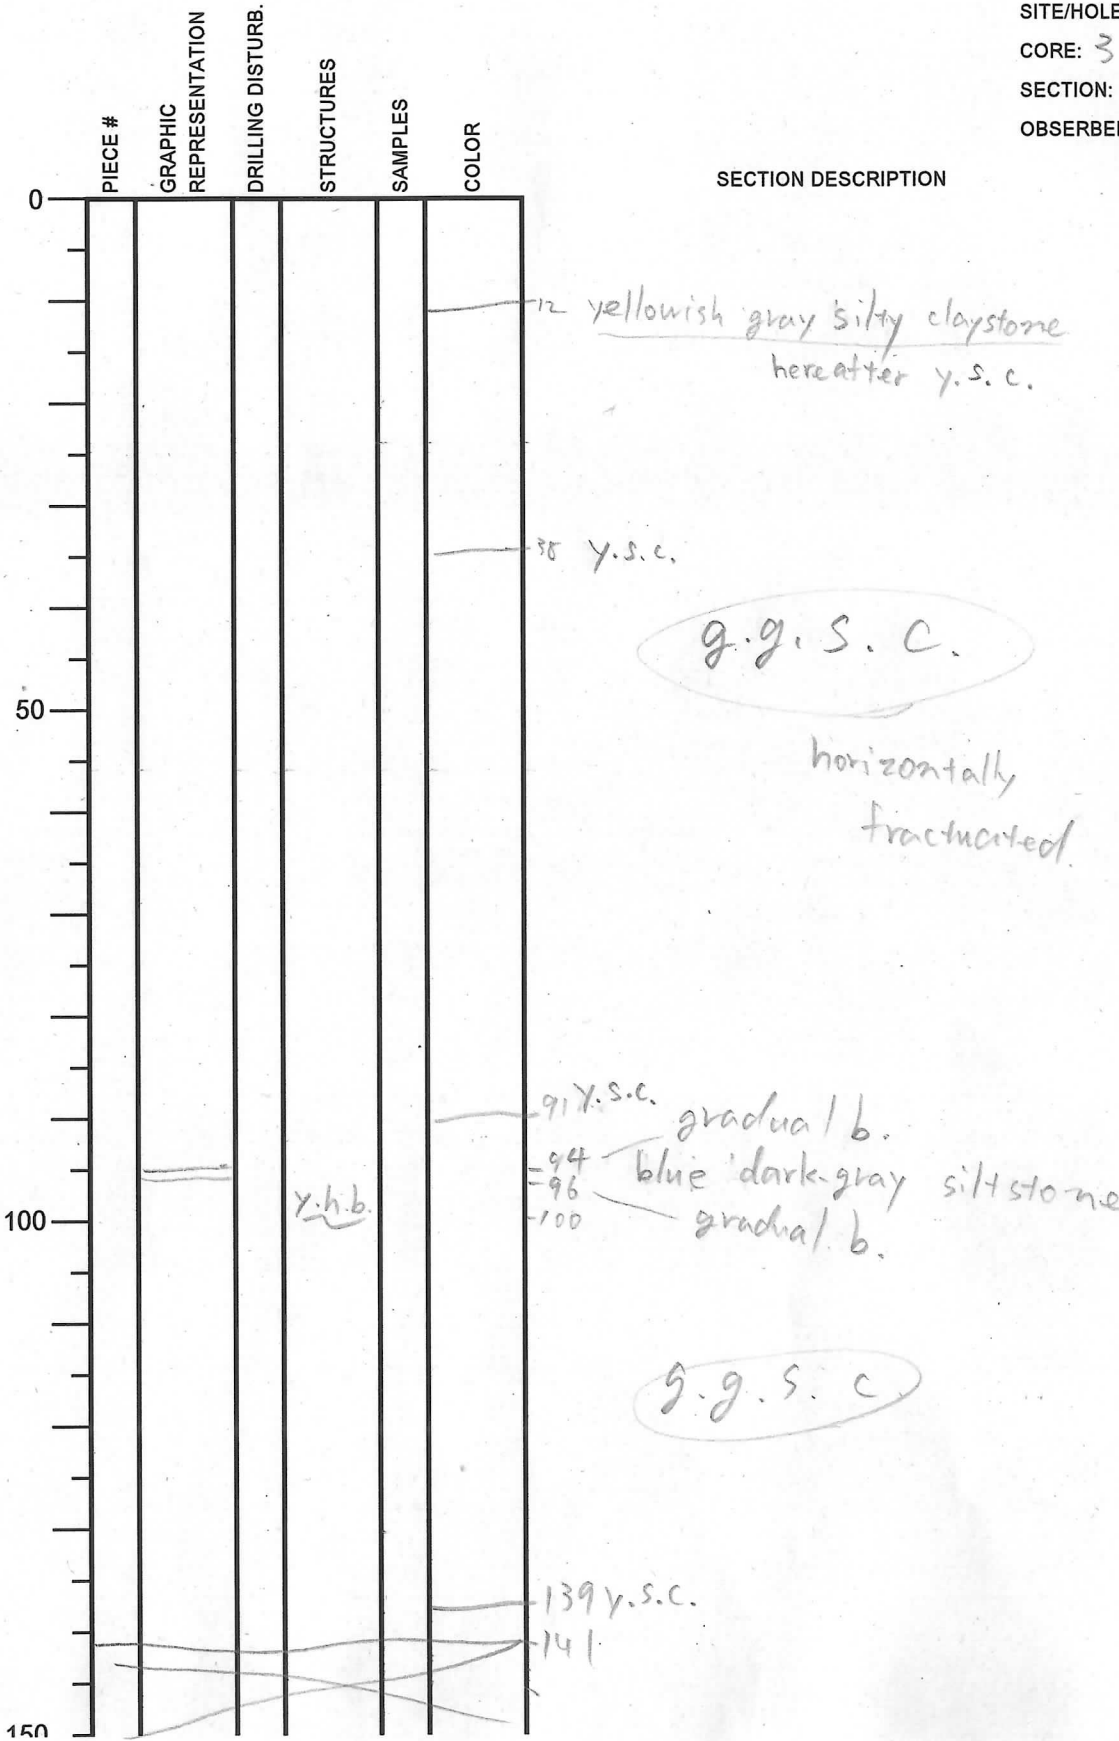 SITE/HOLE
CORE: 3
SECTION:
OBSERBE
PIECE #
GRAPHIC REPRESENTATION
DRILLING DISTURB.
STRUCTURES
SAMPLES
COLOR
SECTION DESCRIPTION
0
12 yellowish gray silty claystone
hereafter y.s.c.
38 y.s.c.
g.g.s.c.
50
horizontally
fractuated.
91 y.s.c.
gradual b.
94
blue dark-gray siltstone
96
y.h.b.
100
100
gradual b.
g.g.s.c
139 y.s.c.
141
150